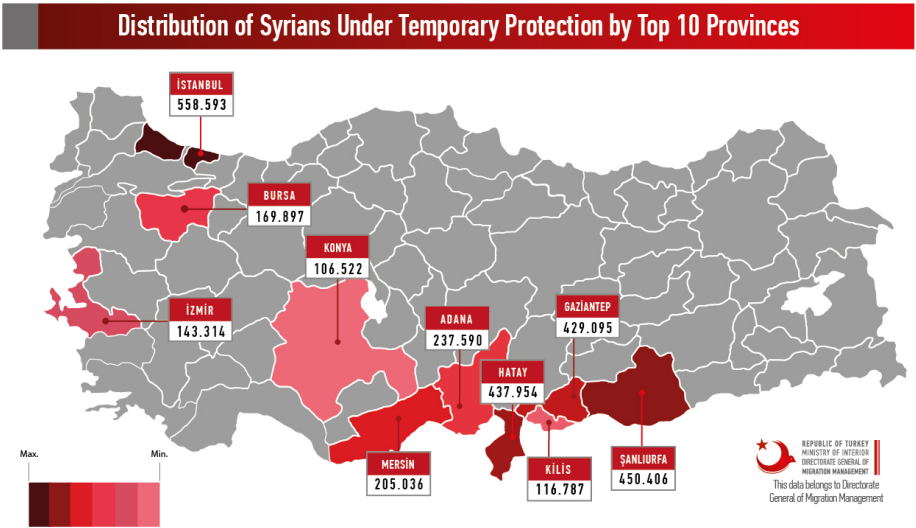 Distribution of Syrians Under Temporary Protection by Top 10 Provinces
İSTANBUL
558.593
BURSA
169.897
KONYA
106.522
İZMİR
143.314
ADANA
237.590
GAZİANTEP
429.095
HATAY
437.954
MERSİN
205.036
KİLİS
116.787
ŞANLIURFA
450.406
Max.
Min.
REPUBLIC OF TURKEY
MINISTRY OF INTERIOR
DIRECTORATE GENERAL OF
MIGRATION MANAGEMENT
This data belongs to Directorate
General of Migration Management